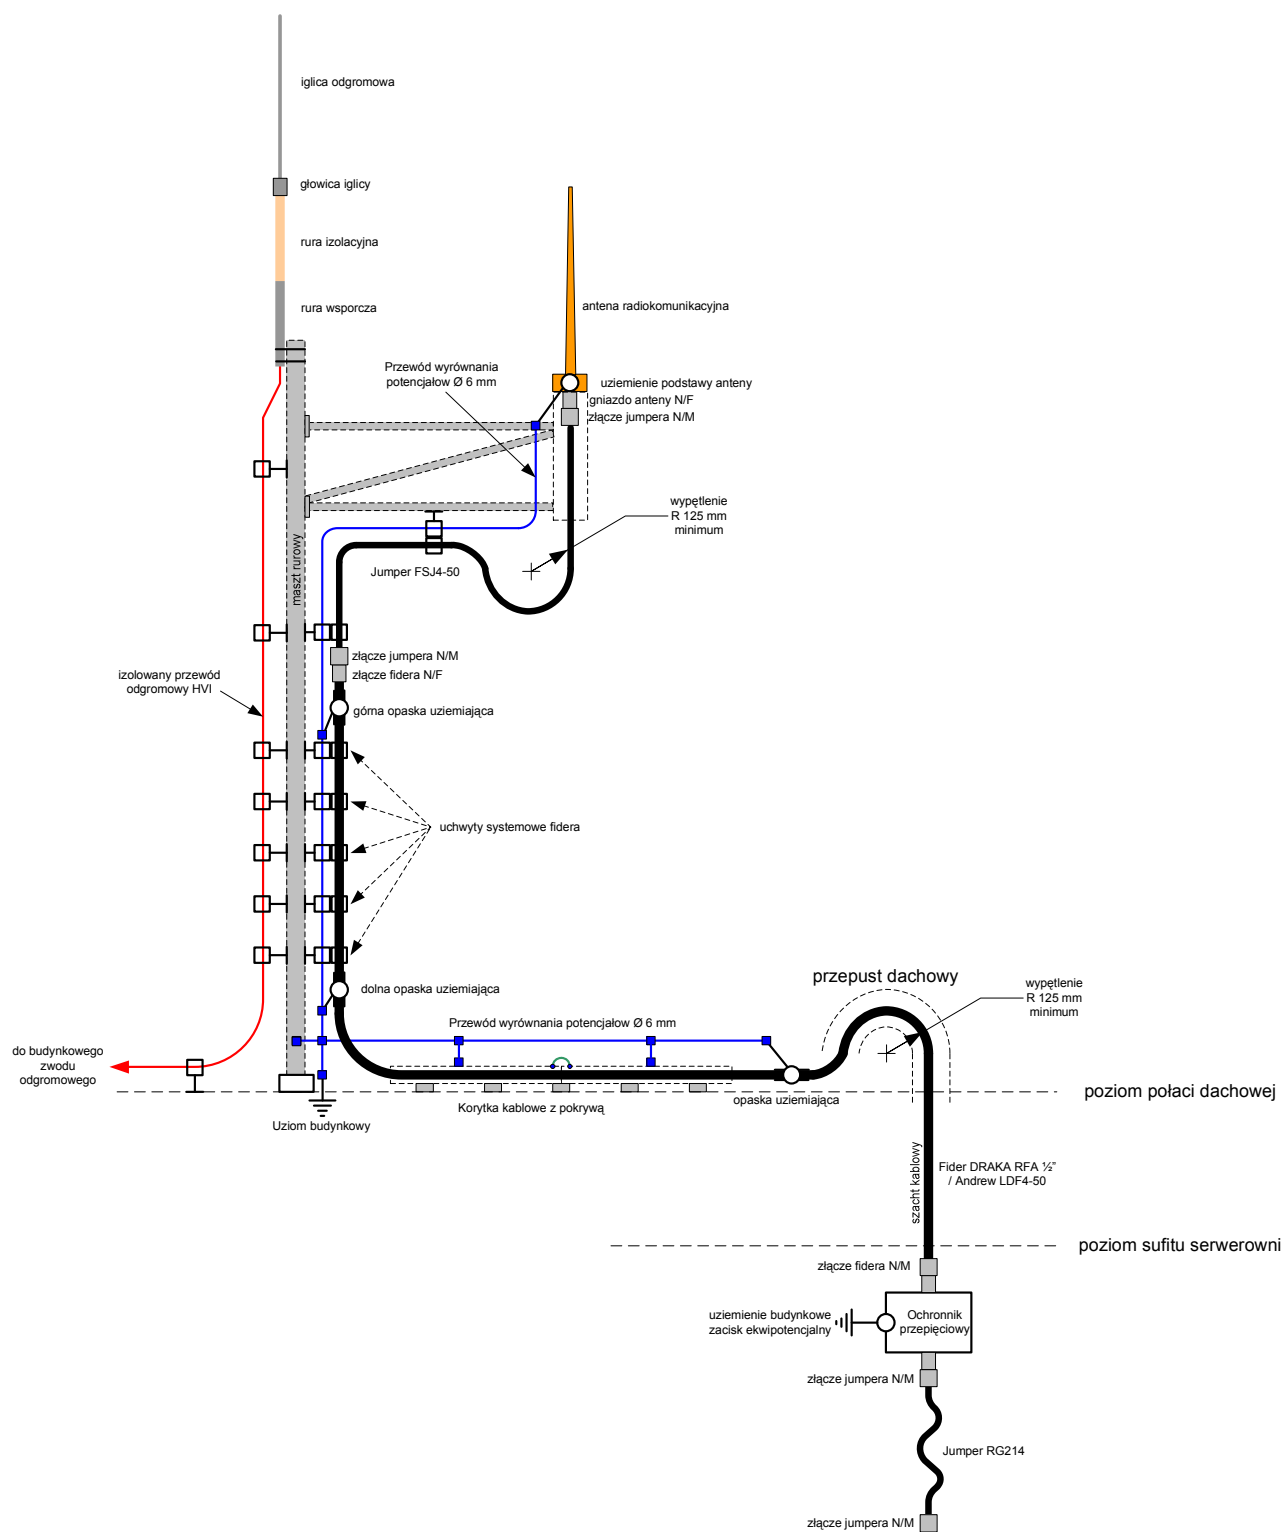 iglica odgromowa
głowica iglicy
rura izolacyjna
rura wsporcza
antena radiokomunikacyjna
Przewód wyrównania
potencjałow Ø 6 mm
uziemienie podstawy anteny
gniazdo anteny N/F
złącze jumpera N/M
wypętlenie
R 125 mm
minimum
maszt rurowy
Jumper FSJ4-50
złącze jumpera N/M
złącze fidera N/F
izolowany przewód
odgromowy HVI
górna opaska uziemiająca
uchwyty systemowe fidera
dolna opaska uziemiająca
przepust dachowy
wypętlenie
R 125 mm
minimum
Przewód wyrównania potencjałów Ø 6 mm
do budynkowego
zwodu
odgromowego
poziom połaci dachowej
opaska uziemiająca
Korytka kablowe z pokrywą
Uziom budynkowy
szacht kablowy
Fider DRAKA RFA ½”
/ Andrew LDF4-50
poziom sufitu serwerowni
złącze fidera N/M
uziemienie budynkowe
zacisk ekwipotencjalny
Ochronnik
przepięciowy
złącze jumpera N/M
Jumper RG214
złącze jumpera N/M